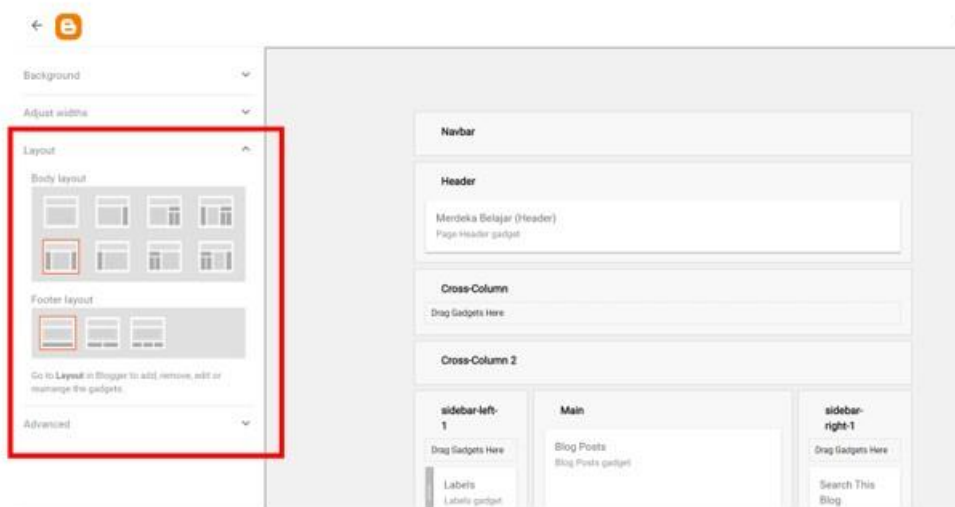 Background
Adjust widths
Layout
Body layout
Footer layout
Go to Layout in Blogger to add, remove, edit or
rearrange the gadgets.
Advanced
Navbar
Header
Merdeka Belajar (Header)
Page Header gadget
Cross-Column
Drag Gadgets Here
Cross-Column 2
sidebar-left-
1
Drag Gadgets Here
Labels
Labels gadget
Main
Blog Posts
Blog Posts gadget
sidebar-
right-1
Drag Gadgets Here
Search This
Blog